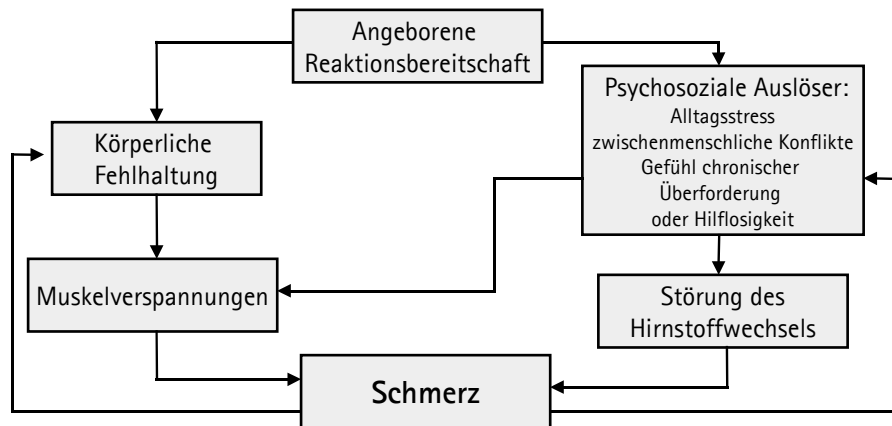 Angeborene
Reaktionsbereitschaft
Körperliche
Fehlhaltung
Psychosoziale Auslöser:
Alltagsstress
zwischenmenschliche Konflikte
Gefühl chronischer
Überforderung
oder Hilflosigkeit
Muskelverspannungen
Störung des
Hirnstoffwechsels
Schmerz